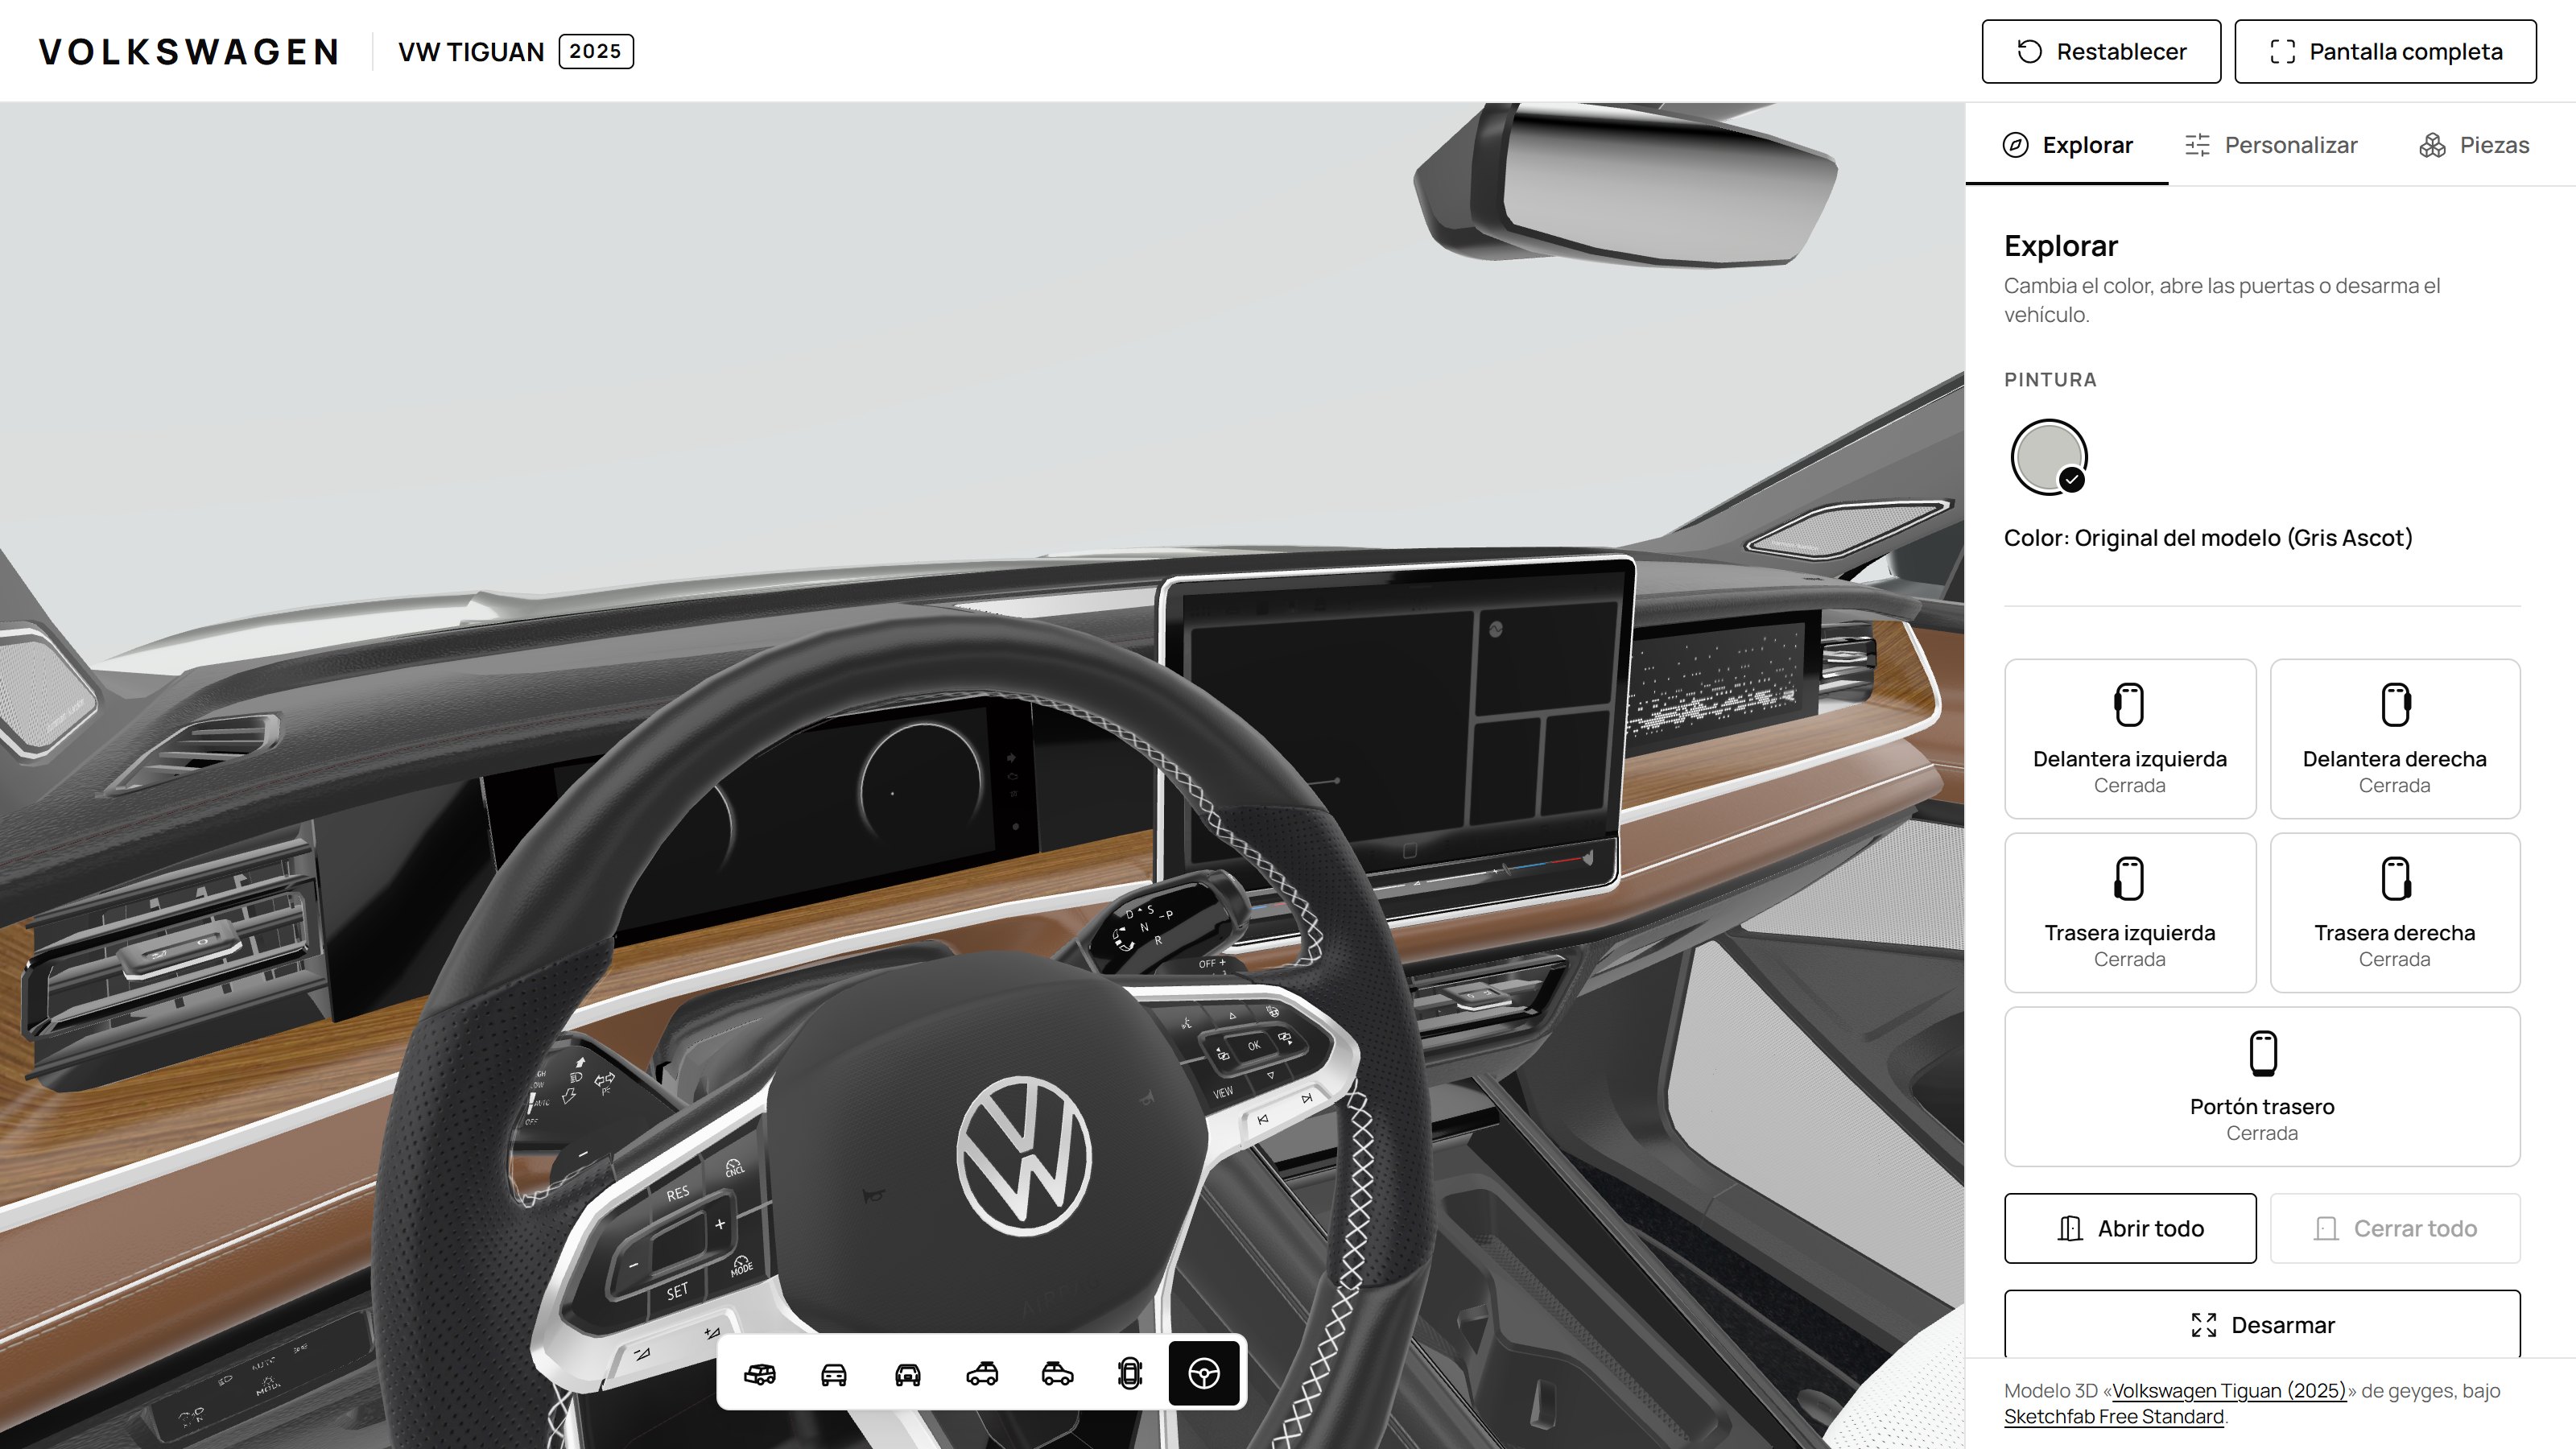 VOLKSWAGEN
VW TIGUAN
2025
Restablecer
Pantalla completa
Explorar
Personalizar
Piezas
Explorar
Cambia el color, abre las puertas o desarma el
vehículo.
PINTURA
Color: Original del modelo (Gris Ascot)
Delantera izquierda
Cerrada
Delantera derecha
Cerrada
Trasera izquierda
Cerrada
Trasera derecha
Cerrada
Portón trasero
Cerrada
Abrir todo
Cerrar todo
Desarmar
Modelo 3D «Volkswagen Tiguan (2025)» de geyges, bajo
Sketchfab Free Standard.
D S
N -P
R
OFF +
OK
VIEW
OFF
RES
CNCL
+
−
SET
MODE